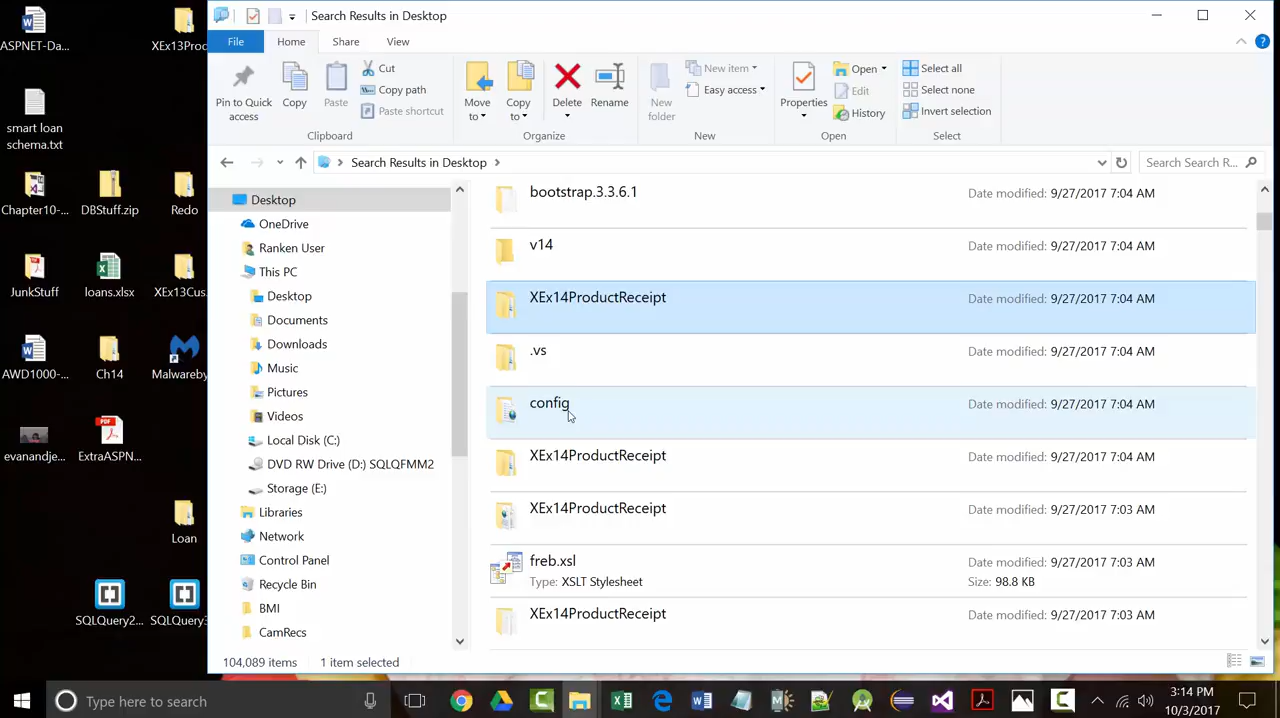 Search Results in Desktop
File
Home
Share
View
Pin to Quick
access
Copy
Paste
Cut
Copy path
Paste shortcut
Clipboard
Move
to
Copy
to
Delete
Rename
Organize
New
folder
New item
Easy access
New
Properties
Open
Edit
History
Open
Select all
Select none
Invert selection
Select
Search Results in Desktop
Search Search R...
Desktop
OneDrive
Ranken User
This PC
Desktop
Documents
Downloads
Music
Pictures
Videos
Local Disk (C:)
DVD RW Drive (D:) SQLQFMM2
Storage (E:)
Libraries
Network
Control Panel
Recycle Bin
BMI
CamRecs
bootstrap.3.3.6.1
Date modified: 9/27/2017 7:04 AM
v14
Date modified: 9/27/2017 7:04 AM
XEx14ProductReceipt
Date modified: 9/27/2017 7:04 AM
.vs
Date modified: 9/27/2017 7:04 AM
config
Date modified: 9/27/2017 7:04 AM
XEx14ProductReceipt
Date modified: 9/27/2017 7:04 AM
XEx14ProductReceipt
Date modified: 9/27/2017 7:03 AM
freb.xsl
Type: XSLT Stylesheet
Date modified: 9/27/2017 7:03 AM
Size: 98.8 KB
XEx14ProductReceipt
Date modified: 9/27/2017 7:03 AM
104,089 items
1 item selected
ASPNET-Da...
XEx13Prod
smart loan
schema.txt
Chapter10-...
DBStuff.zip
Redo
JunkStuff
loans.xlsx
XEx13Cus
AWD1000-...
Ch14
Malwareby
evanandje...
ExtraASPN...
Loan
SQLQuery2...
SQLQuery3
Type here to search
3:14 PM
10/3/2017